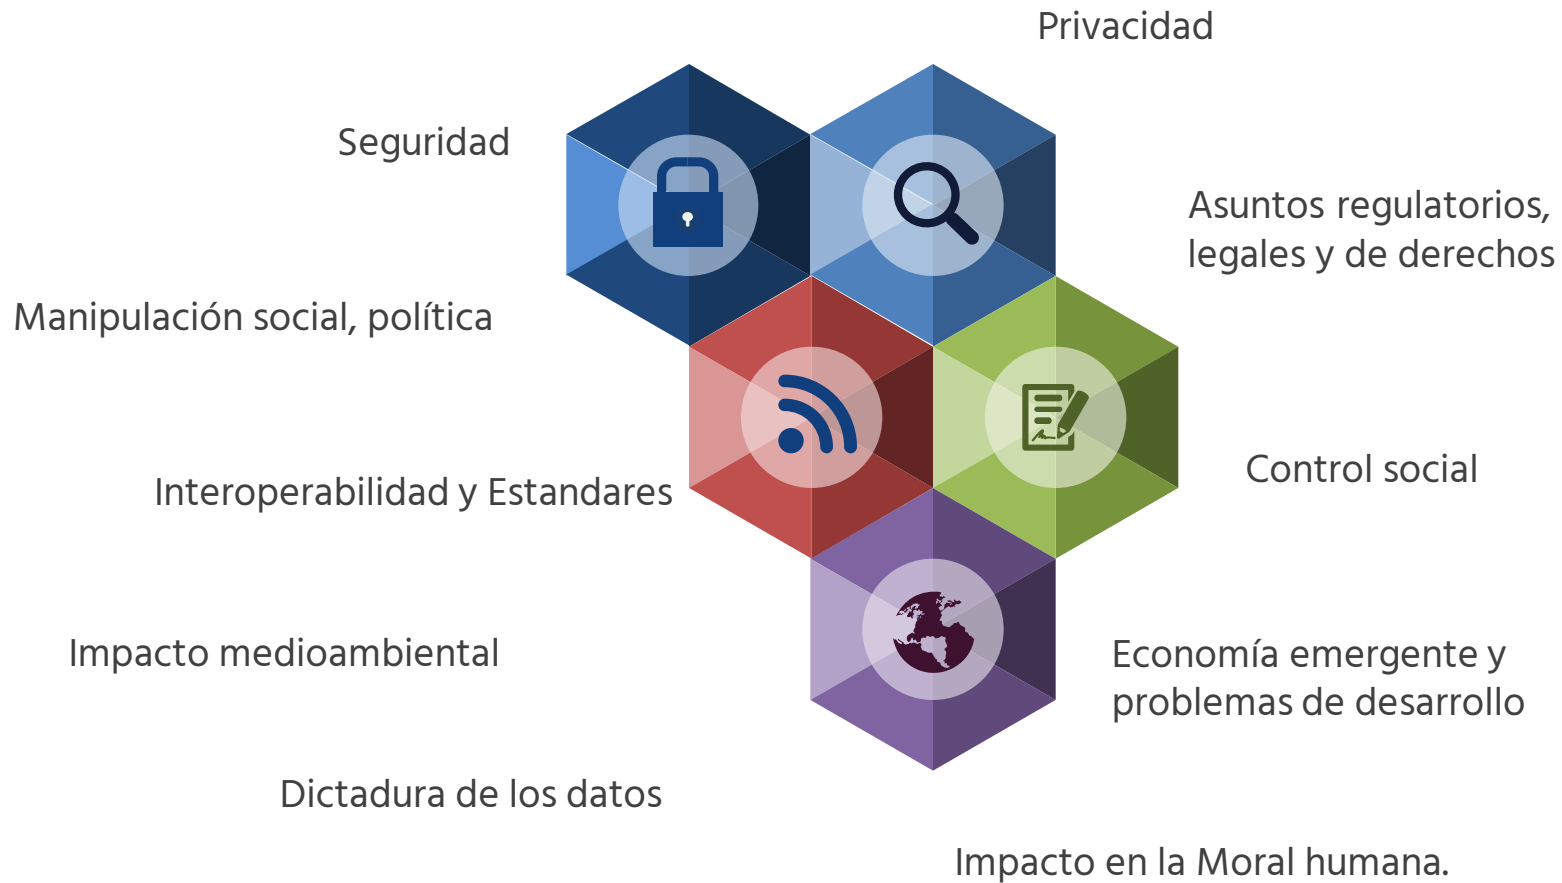 Privacidad
Seguridad
Asuntos regulatorios,
legales y de derechos
Manipulación social, política
Control social
Interoperabilidad y Estandares
Impacto medioambiental
Economía emergente y
problemas de desarrollo
Dictadura de los datos
Impacto en la Moral humana.